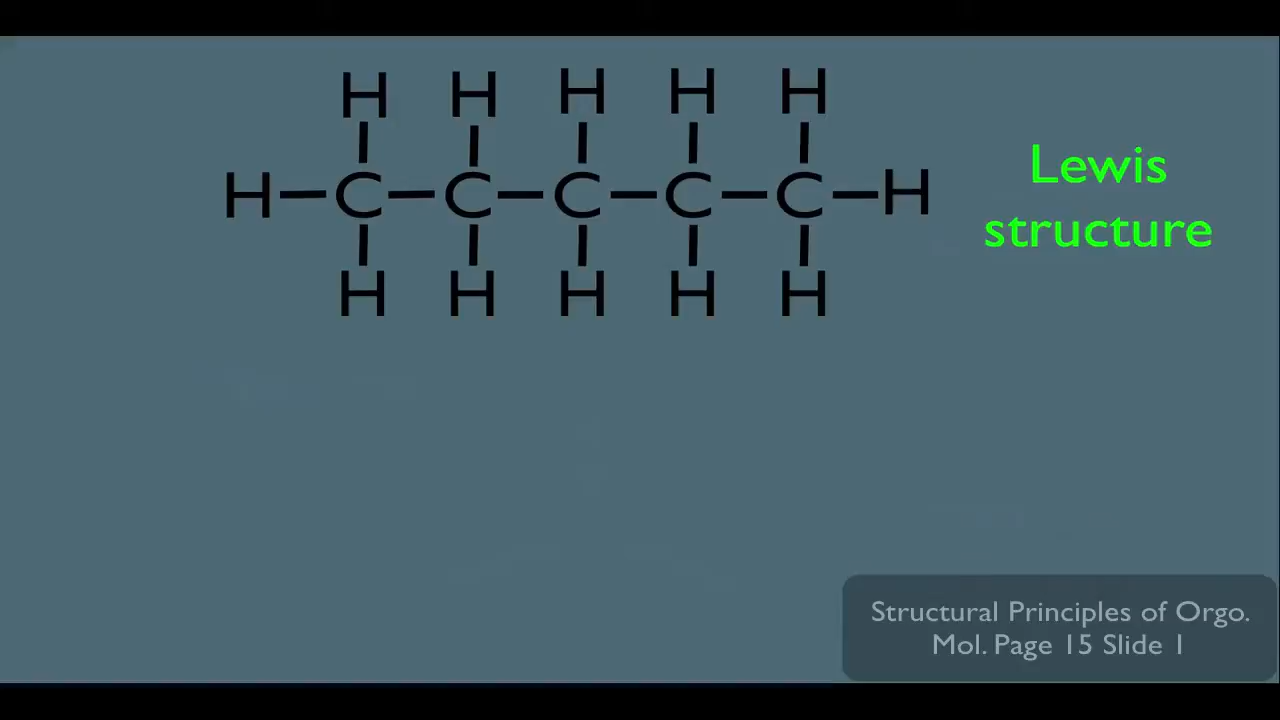 H H H H H
H C C C C C H
H H H H H
Lewis
structure
Structural Principles of Orgo.
Mol. Page 15 Slide 1